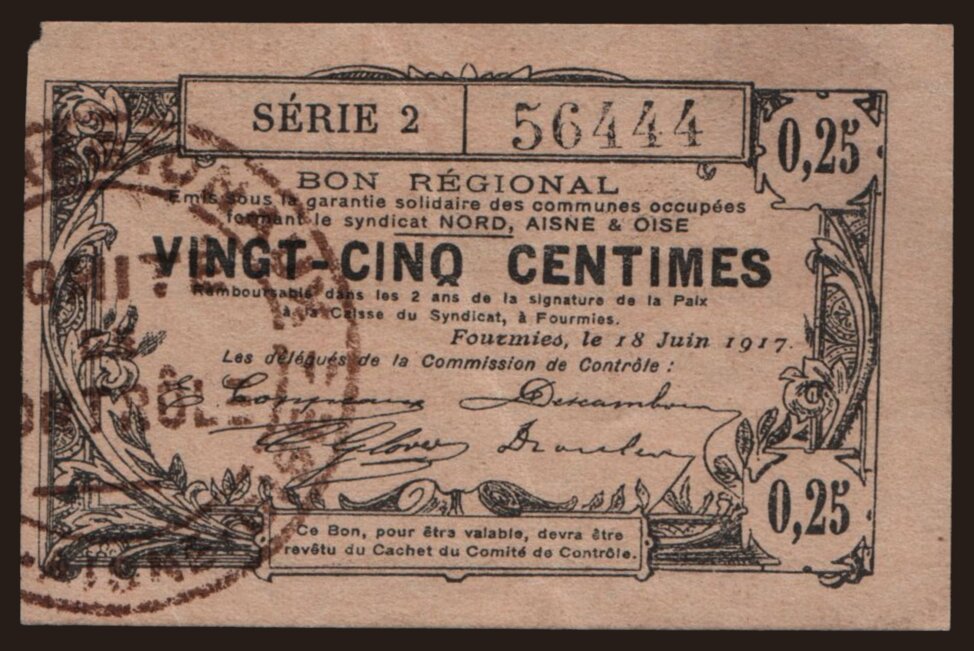 SÉRIE 2 56444
0,25
BON RÉGIONAL
Émis sous la garantie solidaire des communes occupées
formant le syndicat NORD, AISNE & OISE
VINGT-CINQ CENTIMES
Remboursable dans les 2 ans de la signature de la Paix
à la Caisse du Syndicat, à Fourmies.
Fourmies, le 18 Juin 1917.
Les délégués de la Commission de Contrôle :
0,25
Ce Bon, pour être valable, devra être
revêtu du Cachet du Comité de Contrôle.